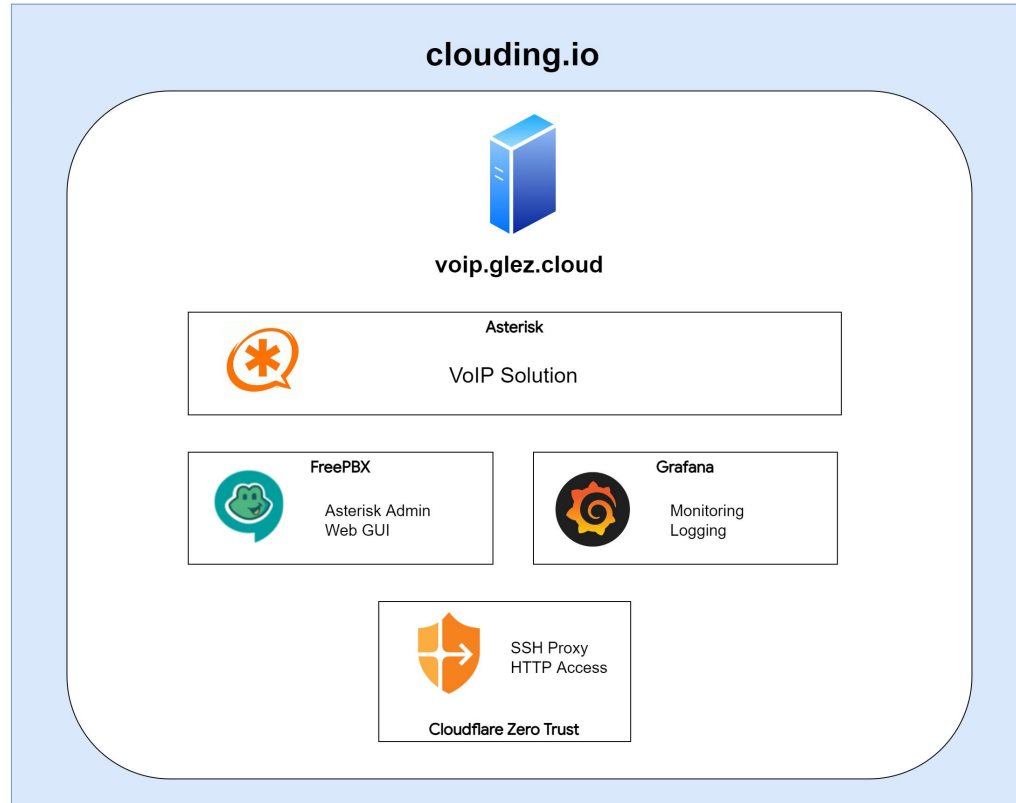 clouding.io
voip.glez.cloud
Asterisk
VoIP Solution
FreePBX
Asterisk Admin
Web GUI
Grafana
Monitoring
Logging
SSH Proxy
HTTP Access
Cloudflare Zero Trust